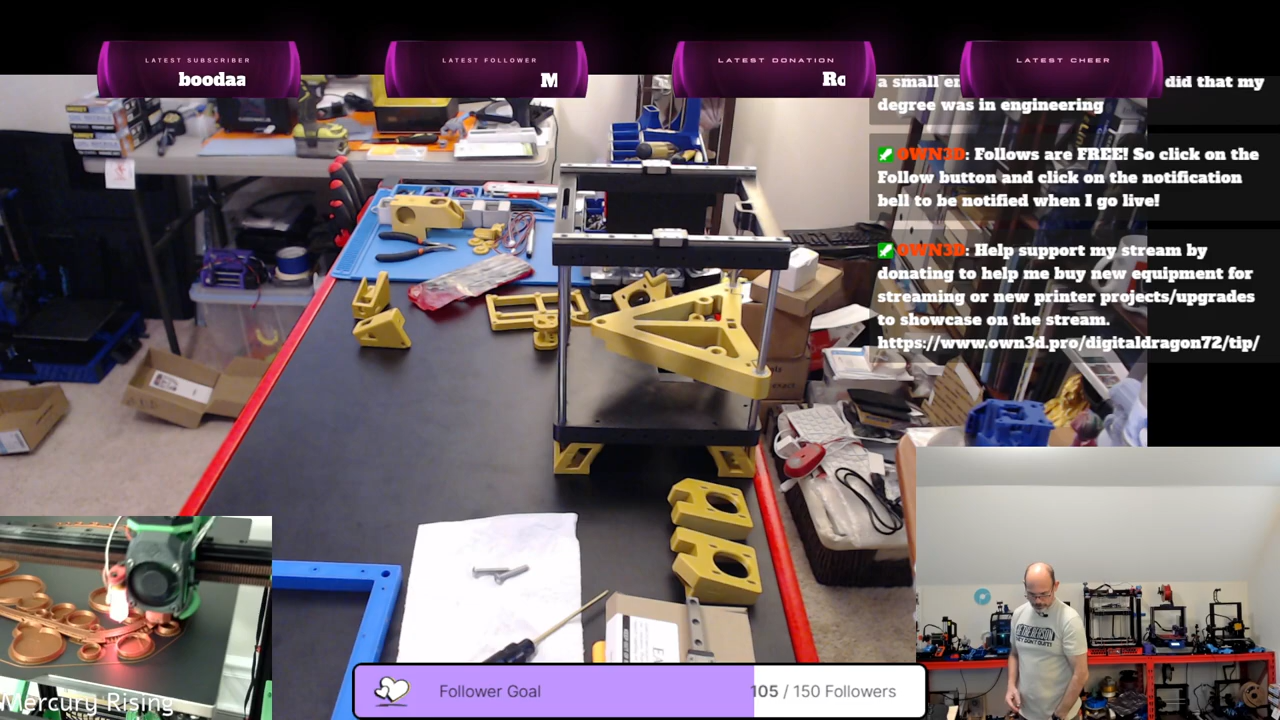 LATEST SUBSCRIBER
boodaa
LATEST FOLLOWER
M
LATEST DONATION
Ro
LATEST CHEER
a small en
did that my
degree was in engineering
OWN3D: Follows are FREE! So click on the
Follow button and click on the notification
bell to be notified when I go live!
OWN3D: Help support my stream by
donating to help me buy new equipment for
streaming or new printer projects/upgrades
to showcase on the stream.
https://www.own3d.pro/digitaldragon72/tip/
Mercury Rising
Follower Goal
105 / 150 Followers